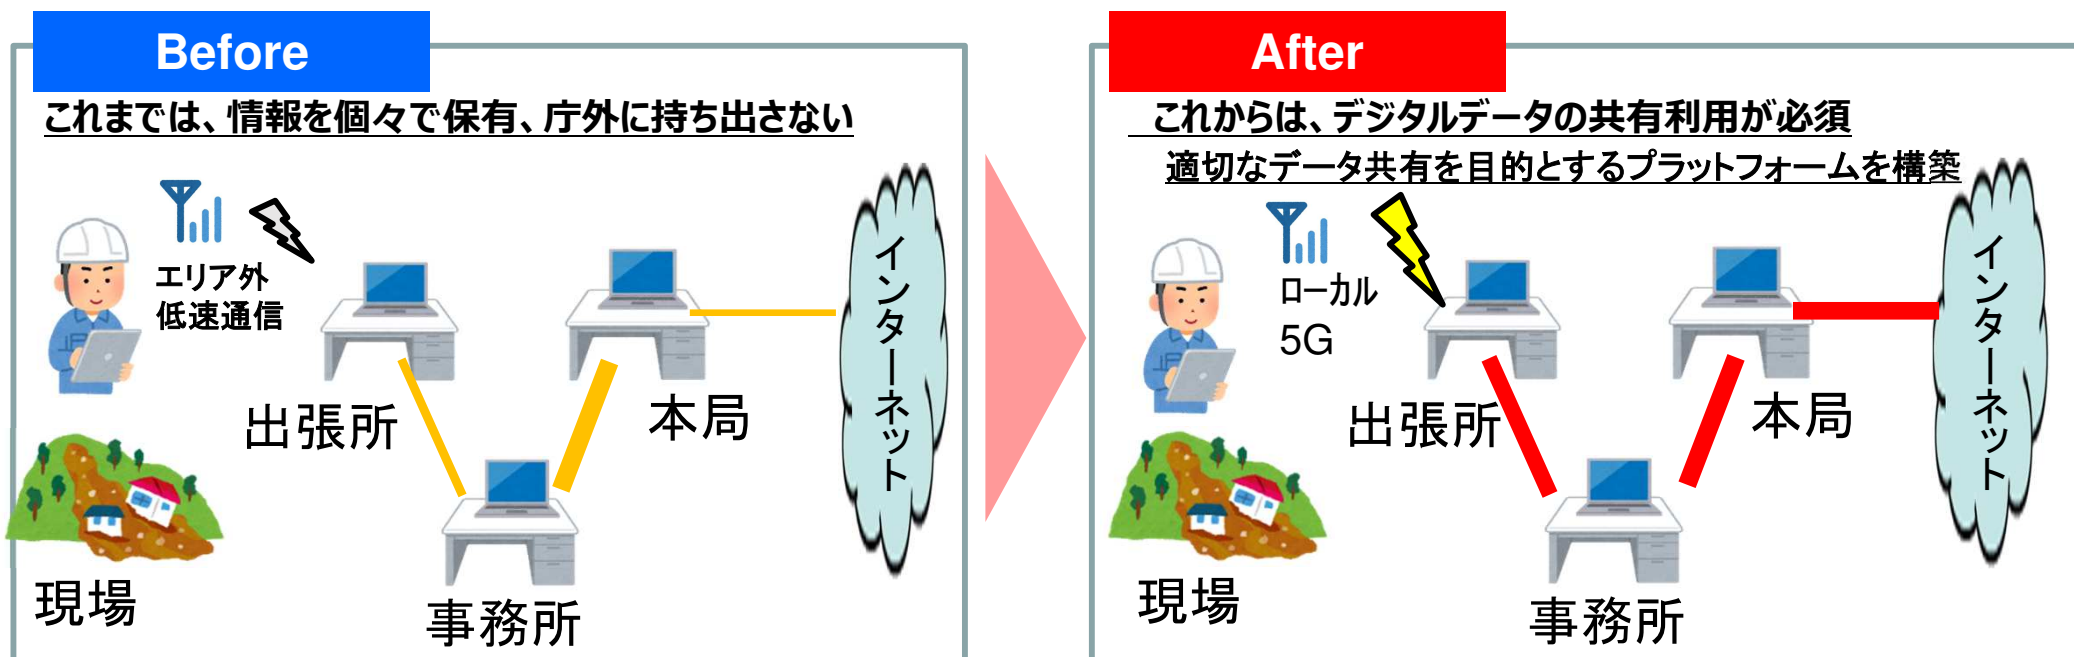 Before
これまでは、情報を個々で保有、庁外に持ち出さない
エリア外
低速通信
出張所
本局
インターネット
現場
事務所
After
これからは、デジタルデータの共有利用が必須
適切なデータ共有を目的とするプラットフォームを構築
ローカル
5G
出張所
本局
インターネット
現場
事務所